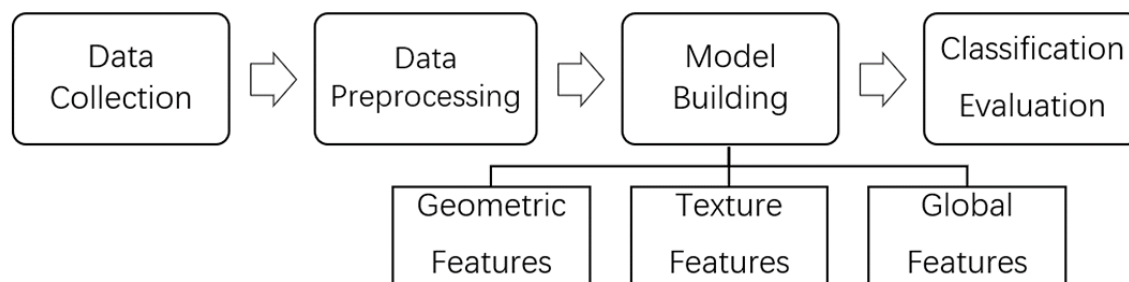 Data
Collection
Data
Preprocessing
Model
Building
Classification
Evaluation
Geometric
Features
Texture
Features
Global
Features